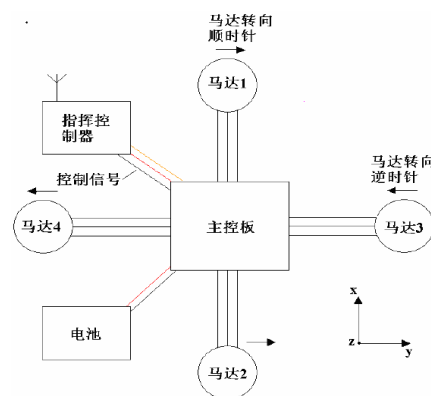 马达转向
顺时针
马达1
指挥控
制器
控制信号
马达转向
逆时针
马达4
主控板
马达3
电池
马达2
x
z
y